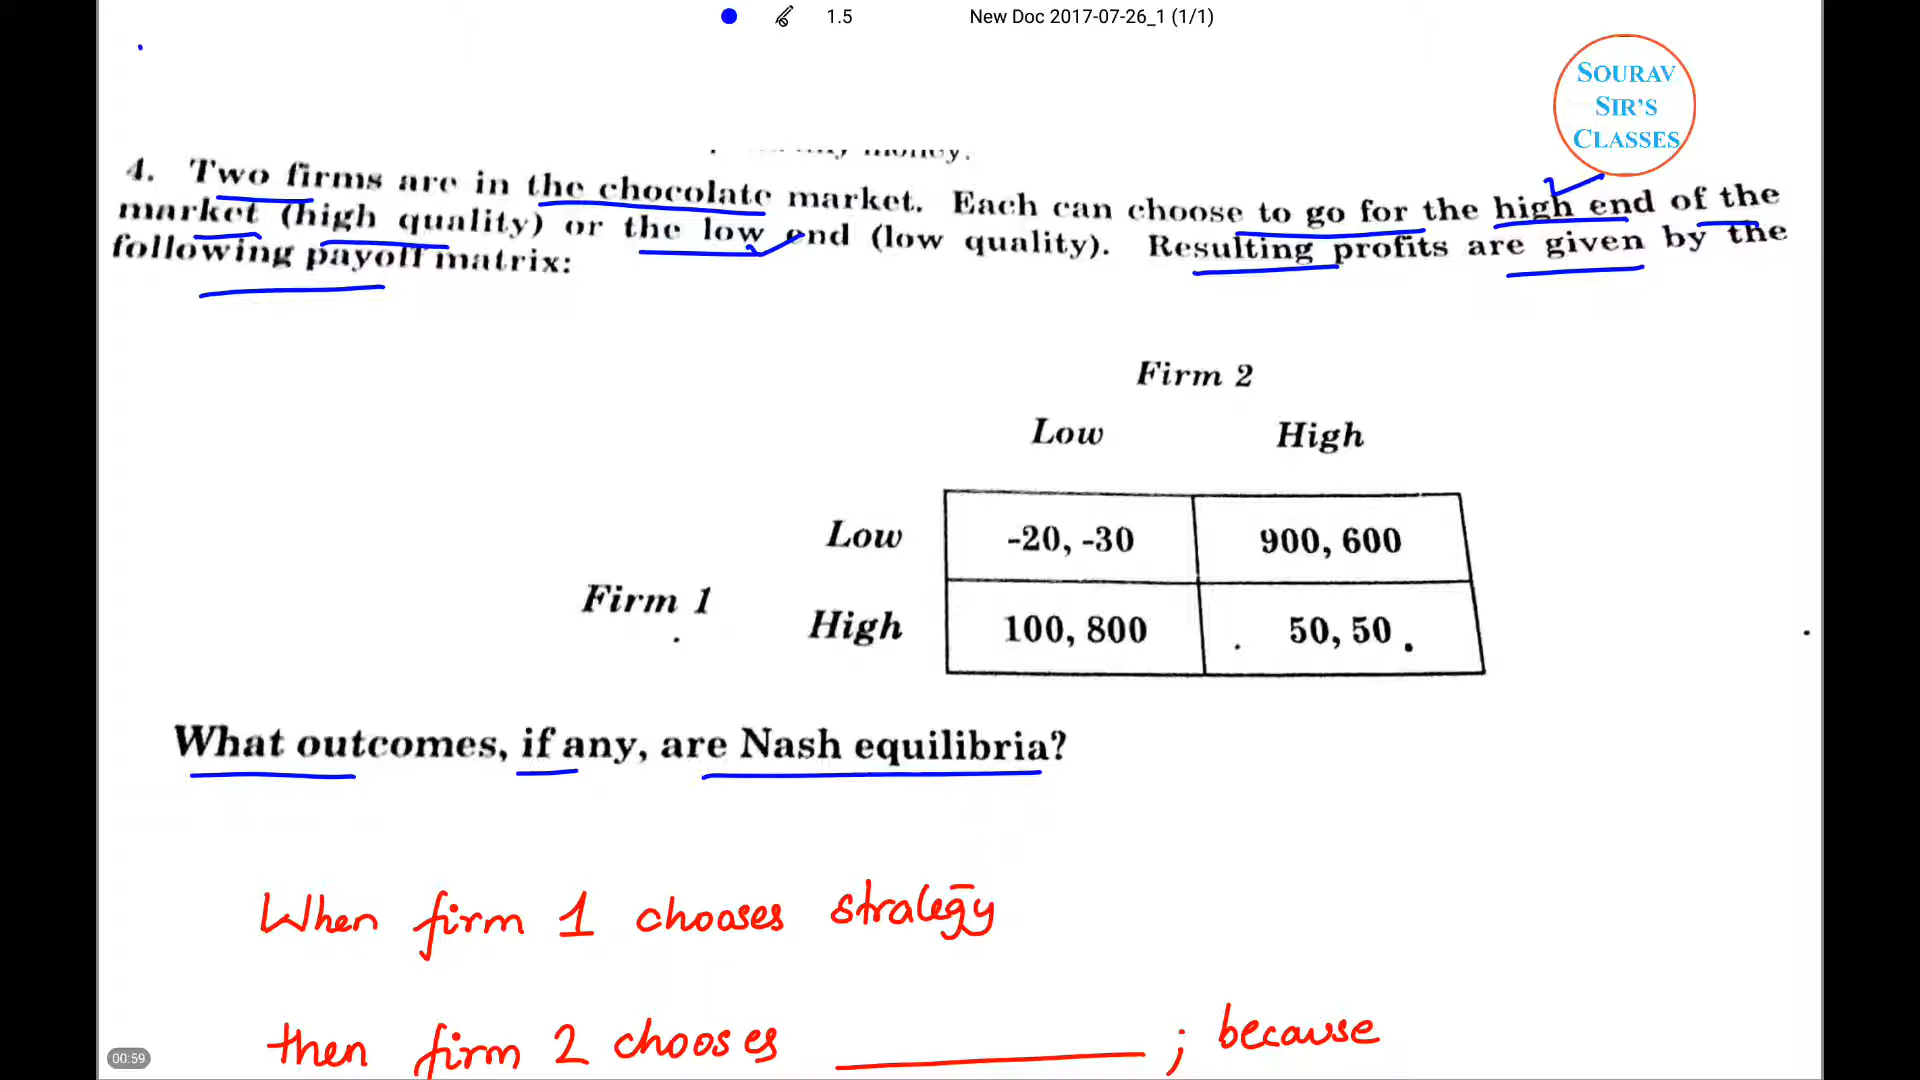 1.5 New Doc 2017-07-26_1 (1/1)
SOURAV
SIR'S
CLASSES
money.
4. Two firms are in the chocolate market. Each can choose to go for the high end of the
market (high quality) or the low end (low quality). Resulting profits are given by the
following payoff matrix:
Firm 2
Low High
Low -20, -30 900, 600
Firm 1
High 100, 800 50, 50
What outcomes, if any, are Nash equilibria?
When firm 1 chooses strategy
then firm 2 chooses ; because
00:59